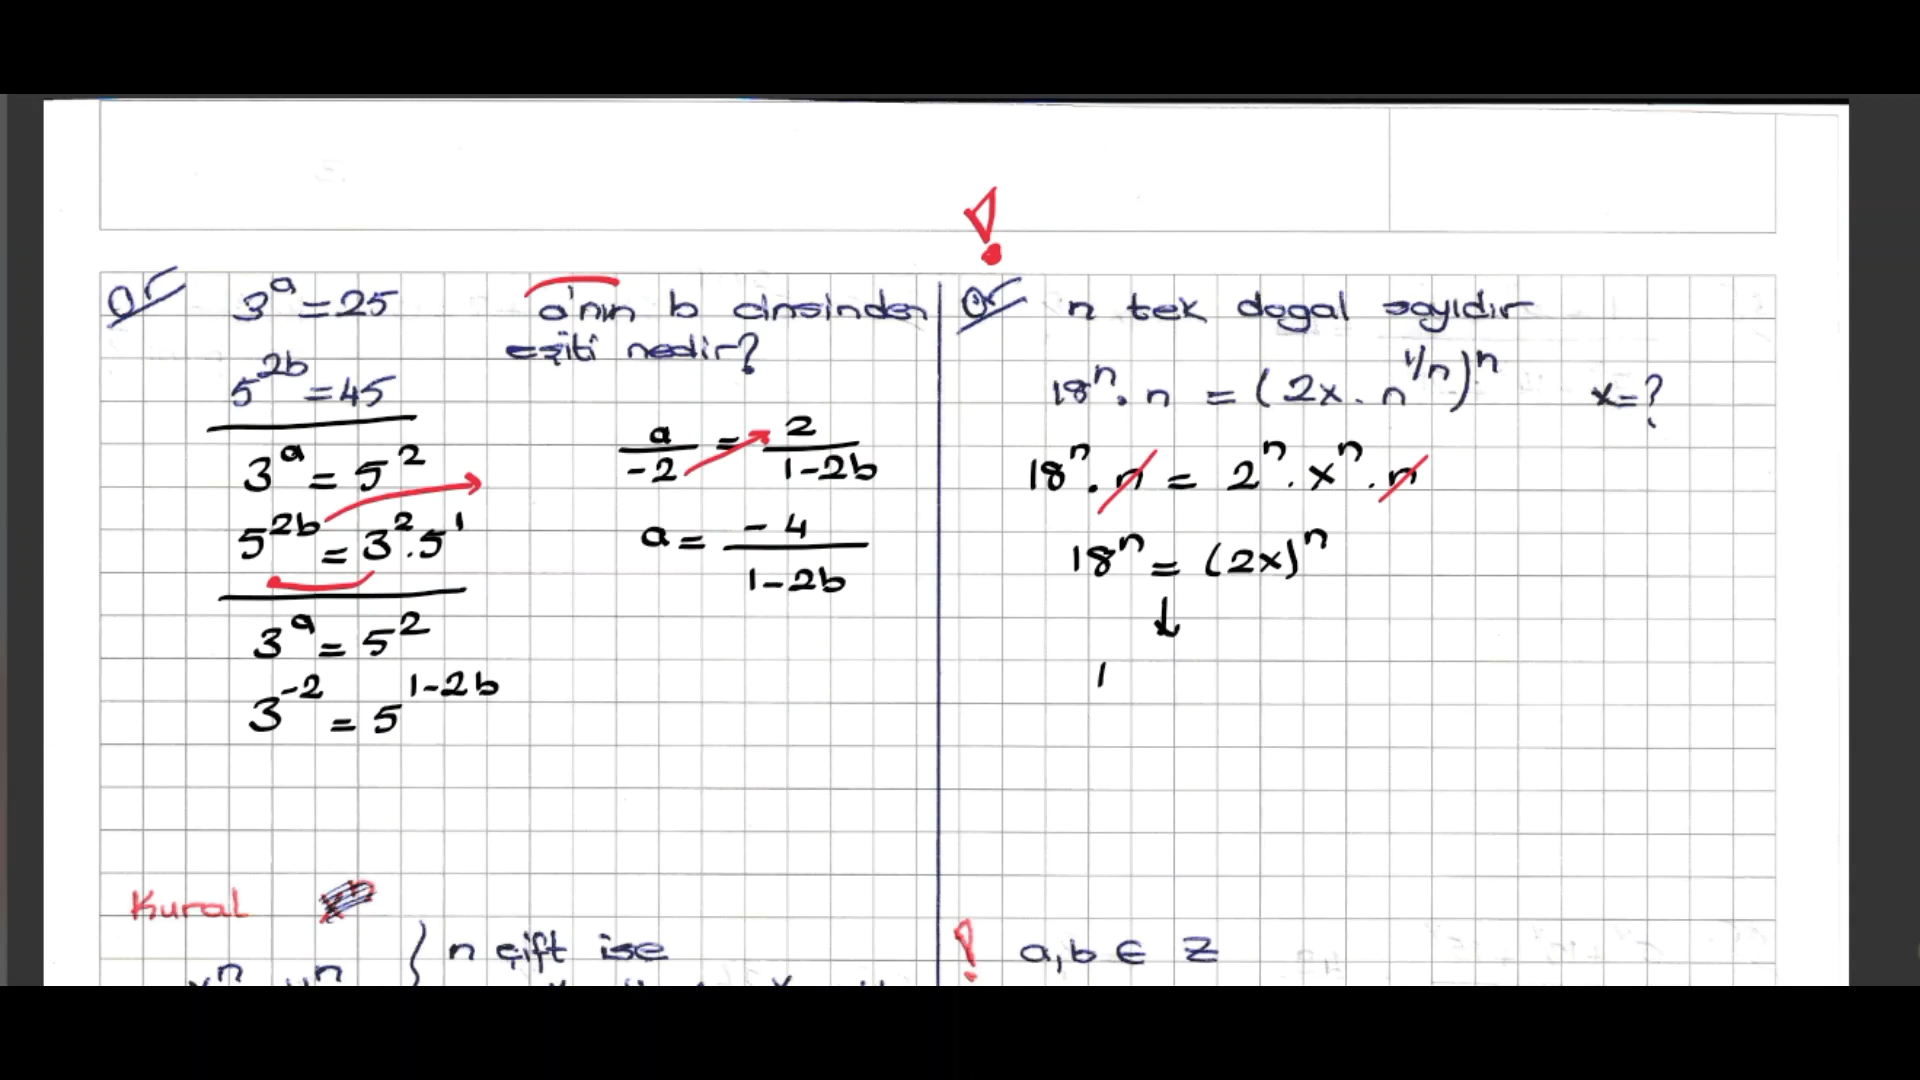 Ör 3^a = 25 a'nın b cinsinden
eşiti nedir?
5^2b = 45
3^a = 5^2
5^2b = 3^2 . 5^1
3^a = 5^2
3^-2 = 5^1-2b
a/-2 = 2/1-2b
a = -4/1-2b
!
Ör n tek doğal sayıdır
18^n . n = (2x . n^1/n)^n x = ?
18^n . n = 2^n . x^n . n
18^n = (2x)^n
↓
Kural
{ n çift ise
! a, b ∈ Z